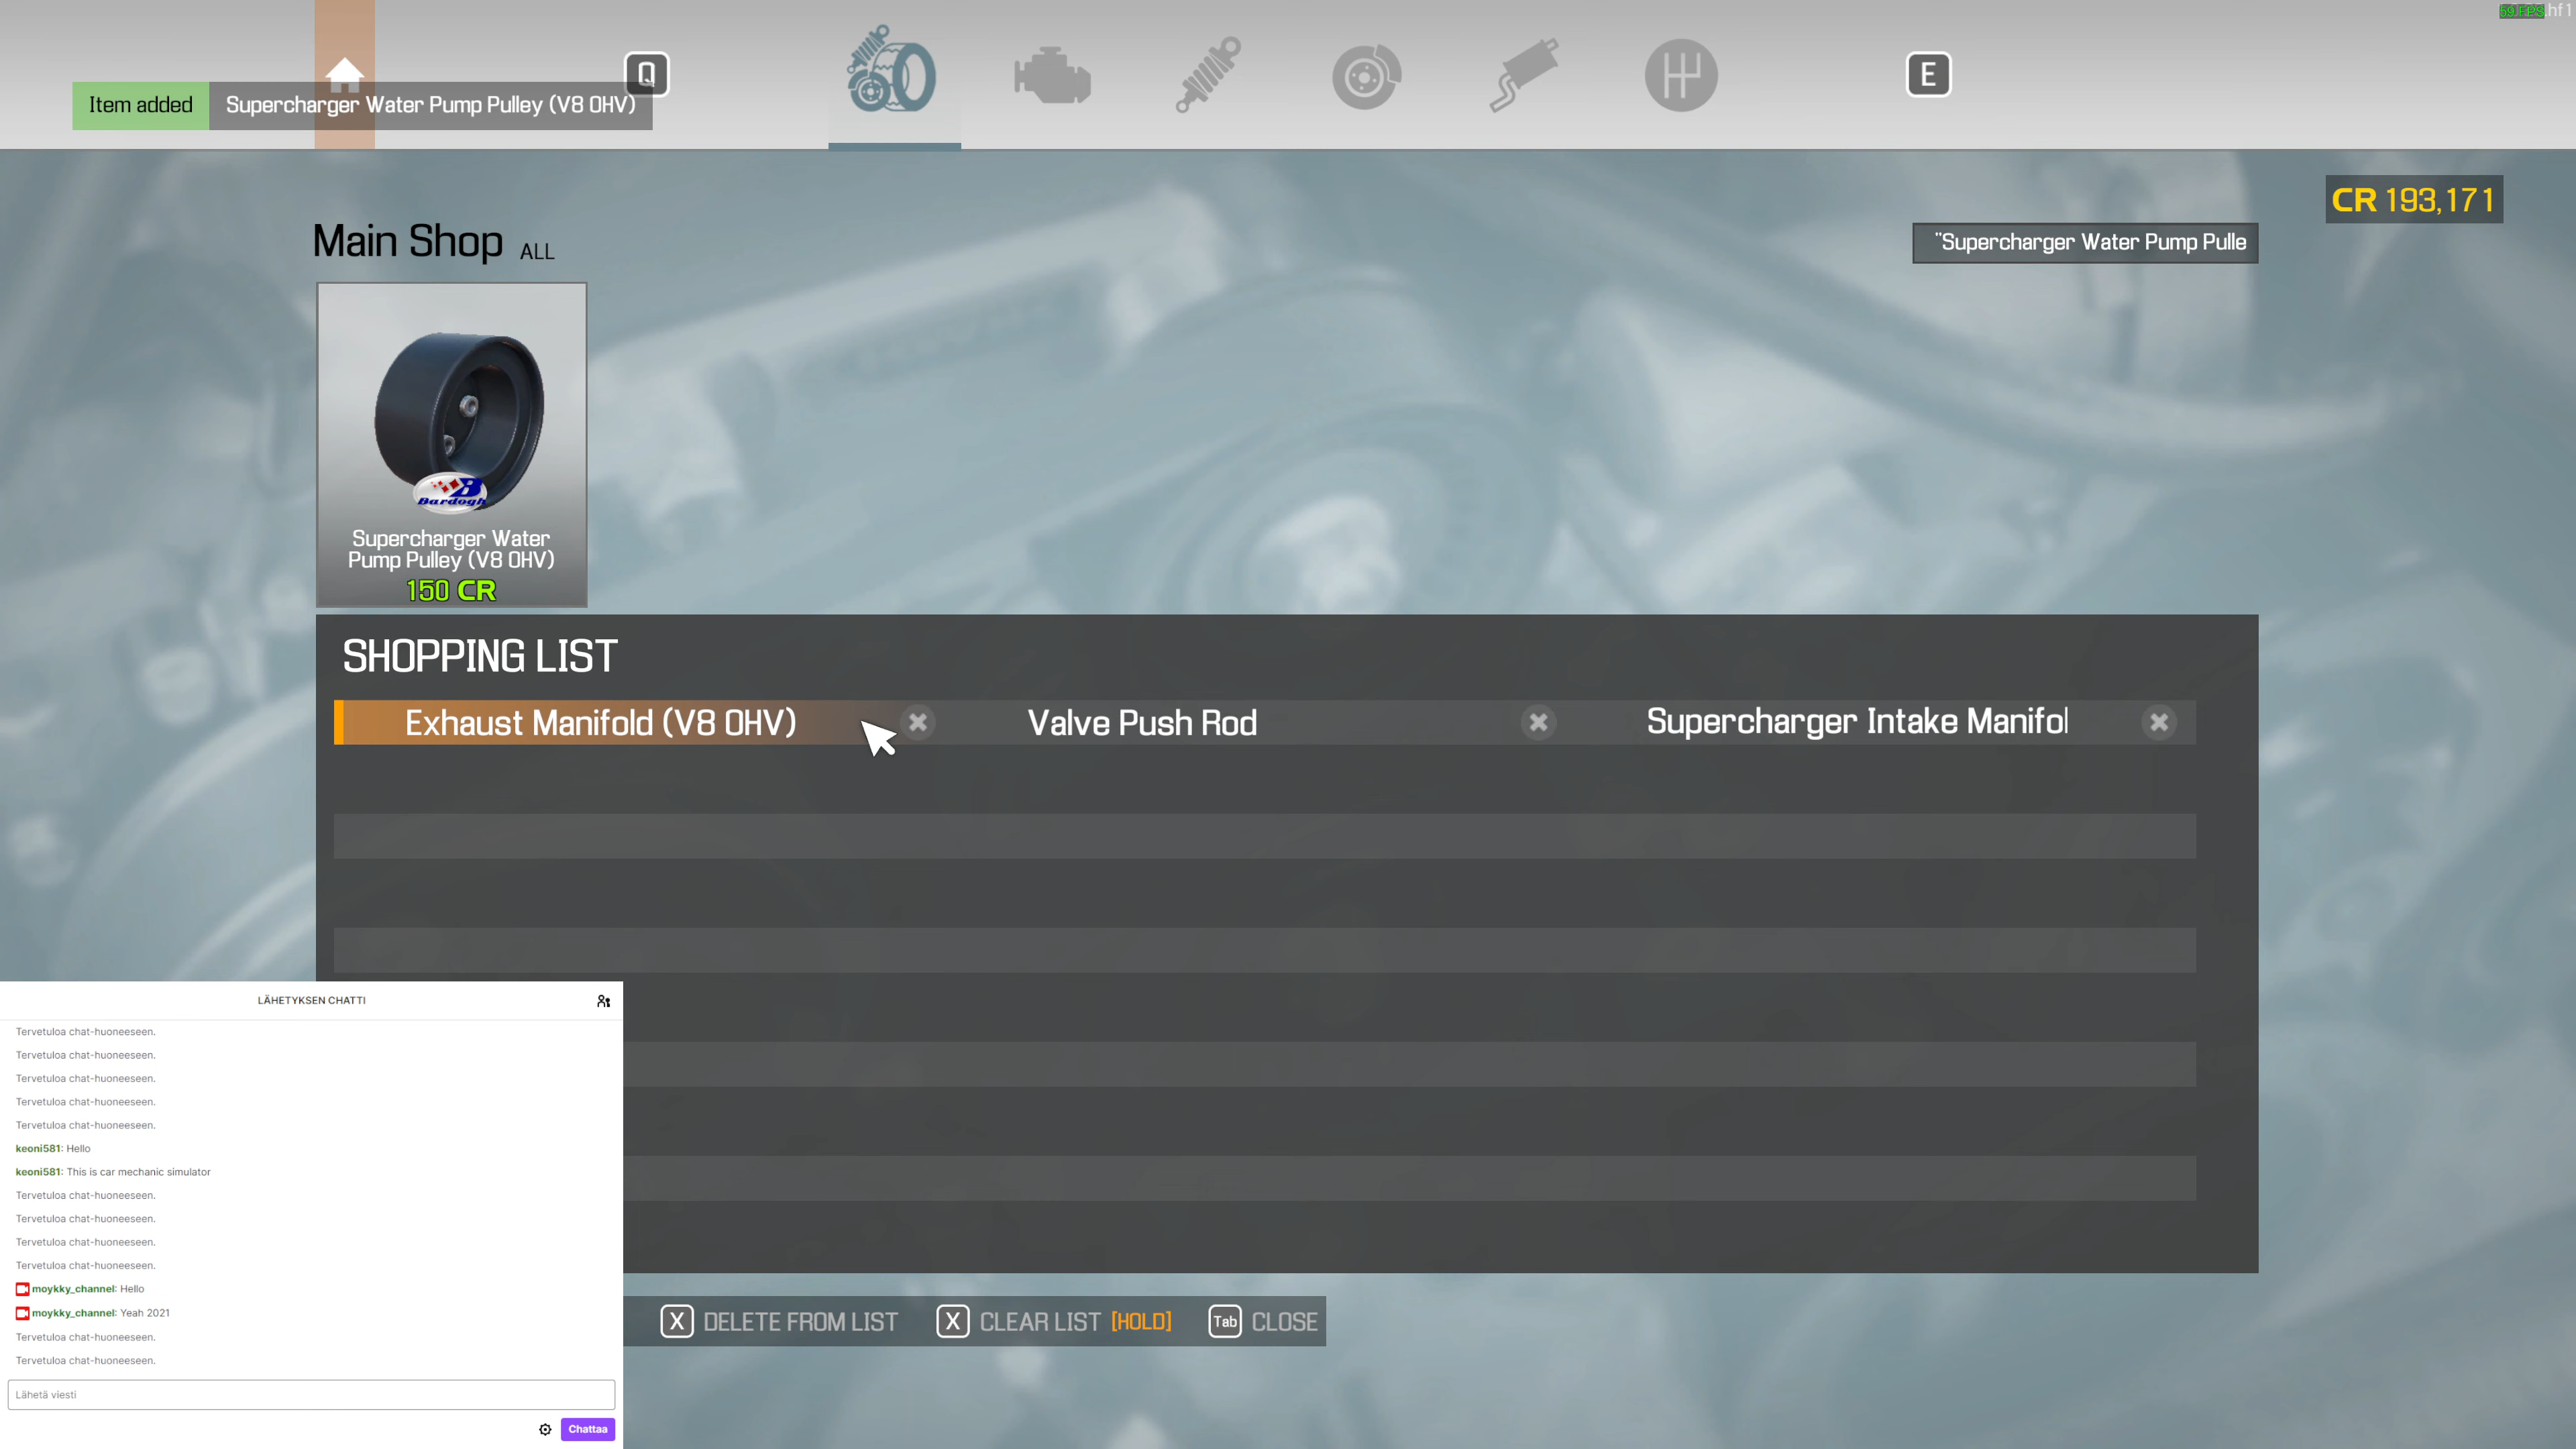 hf1
Q
E
Item added
Supercharger Water Pump Pulley (V8 OHV)
CR 193,171
Main Shop ALL
"Supercharger Water Pump Pulle
Bardogh
Supercharger Water
Pump Pulley (V8 OHV)
150 CR
SHOPPING LIST
Exhaust Manifold (V8 OHV)
Valve Push Rod
Supercharger Intake Manifol
LÄHETYKSEN CHATTI
Tervetuloa chat-huoneeseen.
Tervetuloa chat-huoneeseen.
Tervetuloa chat-huoneeseen.
Tervetuloa chat-huoneeseen.
Tervetuloa chat-huoneeseen.
keoni581: Hello
keoni581: This is car mechanic simulator
Tervetuloa chat-huoneeseen.
Tervetuloa chat-huoneeseen.
Tervetuloa chat-huoneeseen.
Tervetuloa chat-huoneeseen.
moykky_channel: Hello
moykky_channel: Yeah 2021
Tervetuloa chat-huoneeseen.
Tervetuloa chat-huoneeseen.
Lähetä viesti
Chattaa
X DELETE FROM LIST
X CLEAR LIST [HOLD]
Tab CLOSE